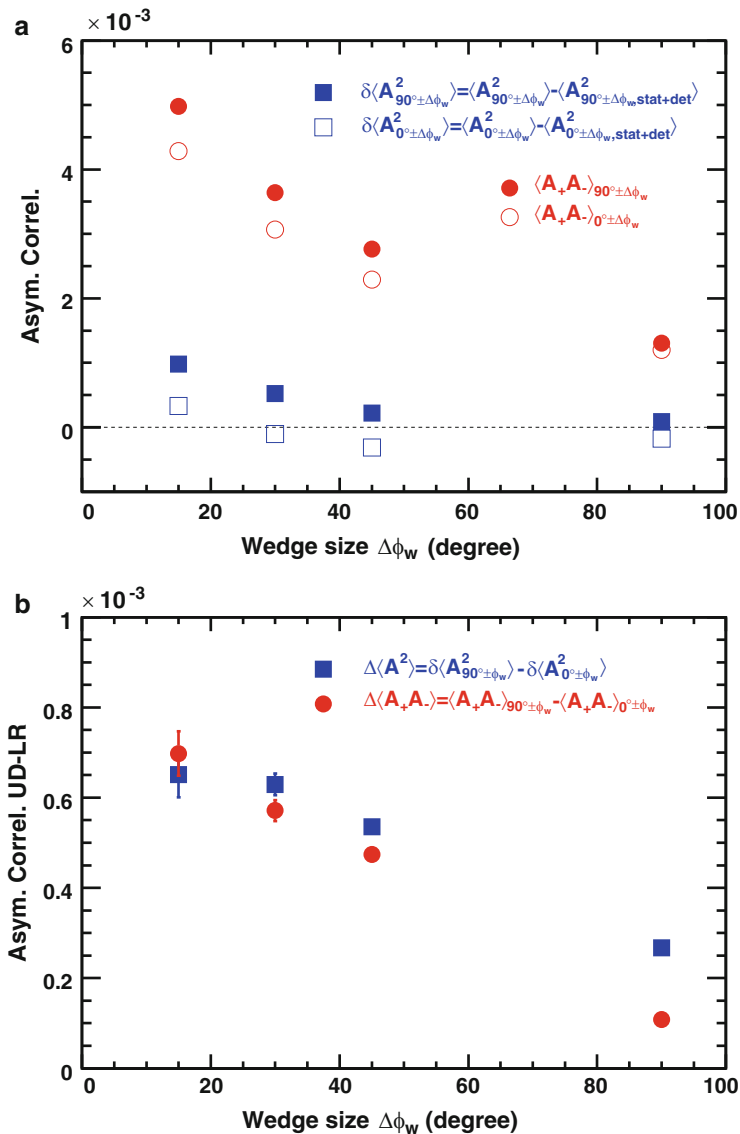 a
× 10⁻³
6
4
2
0
Asym. Correl.
δ⟨A²90°±Δϕw⟩=⟨A²90°±Δϕw⟩-⟨A²90°±Δϕw,stat+det⟩
δ⟨A²0°±Δϕw⟩=⟨A²0°±Δϕw⟩-⟨A²0°±Δϕw,stat+det⟩
⟨A+A-⟩90°±Δϕw
⟨A+A-⟩0°±Δϕw
0 20 40 60 80 100
Wedge size Δϕw (degree)
b
× 10⁻³
1
0.8
0.6
0.4
0.2
0
Asym. Correl. UD-LR
Δ⟨A²⟩=δ⟨A²90°±ϕw⟩-δ⟨A²0°±ϕw⟩
Δ⟨A+A-⟩=⟨A+A-⟩90°±ϕw-⟨A+A-⟩0°±ϕw
0 20 40 60 80 100
Wedge size Δϕw (degree)